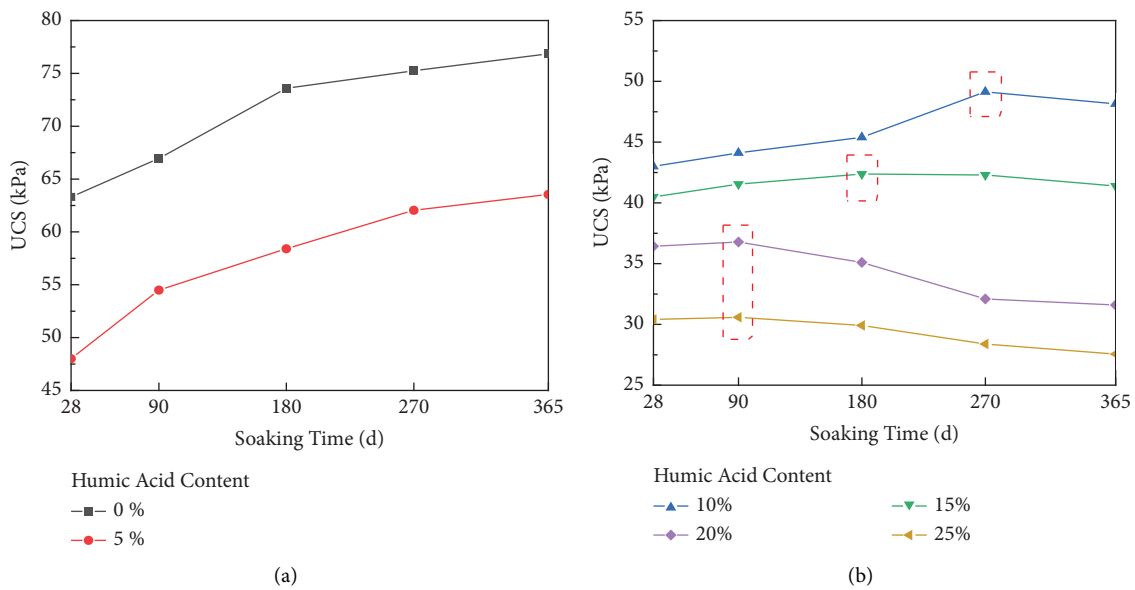 80
75
70
65
60
55
50
45
UCS (kPa)
28 90 180 270 365
Soaking Time (d)
Humic Acid Content
0 %
5 %
(a)
55
50
45
40
35
30
25
UCS (kPa)
28 90 180 270 365
Soaking Time (d)
Humic Acid Content
10% 15%
20% 25%
(b)